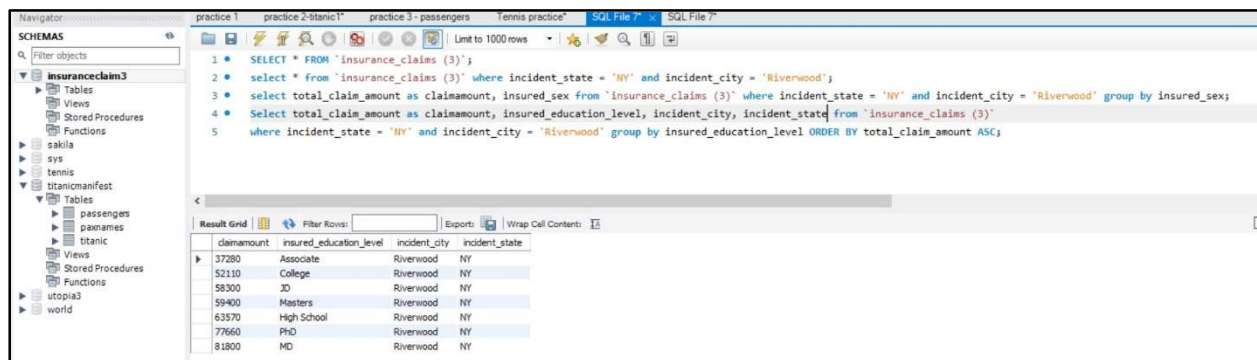 Navigator
SCHEMAS
Filter objects
insuranceclaim3
Tables
Views
Stored Procedures
Functions
sakila
sys
tennis
titanicmanifest
Tables
passengers
paxnames
titanic
Views
Stored Procedures
Functions
utopia3
world
practice 1 practice 2-titanic1* practice 3 - passengers Tennis practice* SQL File 7* SQL File 7*
Limit to 1000 rows
1 SELECT * FROM `insurance_claims (3)`;
2 select * from `insurance_claims (3)` where incident_state = 'NY' and incident_city = 'Riverwood';
3 select total_claim_amount as claimamount, insured_sex from `insurance_claims (3)` where incident_state = 'NY' and incident_city = 'Riverwood' group by insured_sex;
4 Select total_claim_amount as claimamount, insured_education_level, incident_city, incident_state from `insurance_claims (3)`
5 where incident_state = 'NY' and incident_city = 'Riverwood' group by insured_education_level ORDER BY total_claim_amount ASC;
Result Grid Filter Rows: Export: Wrap Cell Content:
claimamount insured_education_level incident_city incident_state
37280 Associate Riverwood NY
52110 College Riverwood NY
58300 JD Riverwood NY
59400 Masters Riverwood NY
63570 High School Riverwood NY
77660 PhD Riverwood NY
81800 MD Riverwood NY